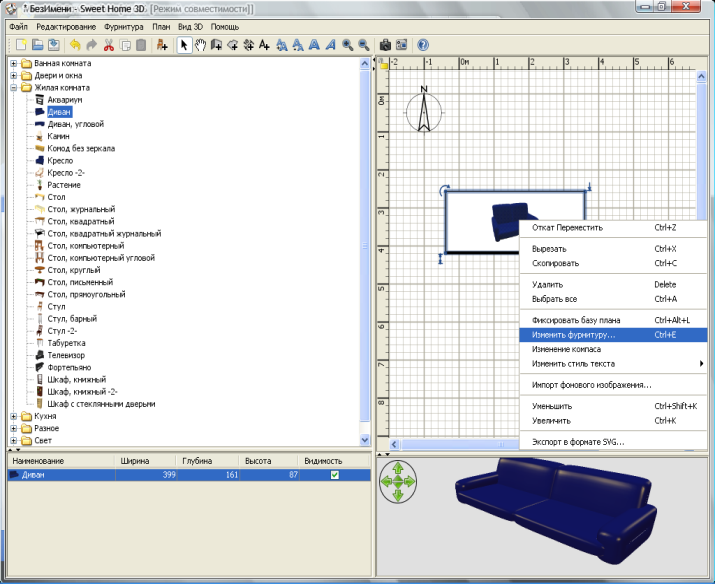 БезИмени - Sweet Home 3D [Режим совместимости]
Файл Редактирование Фурнитура План Вид 3D Помощь
Ванная комната
Двери и окна
Жилая комната
Аквариум
Диван
Диван, угловой
Камин
Комод без зеркала
Кресло
Кресло -2-
Растение
Стол
Стол, журнальный
Стол, квадратный
Стол, квадратный журнальный
Стол, компьютерный
Стол, компьютерный угловой
Стол, круглый
Стол, письменный
Стол, прямоугольный
Стул
Стул, барный
Стул -2-
Табуретка
Телевизор
Фортепьяно
Шкаф, книжный
Шкаф, книжный -2-
Шкаф с стеклянными дверьми
Кухня
Разное
Свет
Наименование Ширина Глубина Высота Видимость
Диван 399 161 87
-2 -1 0м 1 2 3 4 5 6
0м
1
2
3
4
5
6
7
8
N
Откат Переместить Ctrl+Z
Вырезать Ctrl+X
Скопировать Ctrl+C
Удалить Delete
Выбрать все Ctrl+A
Фиксировать базу плана Ctrl+Alt+L
Изменить фурнитуру... Ctrl+E
Изменение компаса
Изменить стиль текста
Импорт фонового изображения...
Уменьшить Ctrl+Shift+K
Увеличить Ctrl+K
Экспорт в формате SVG...